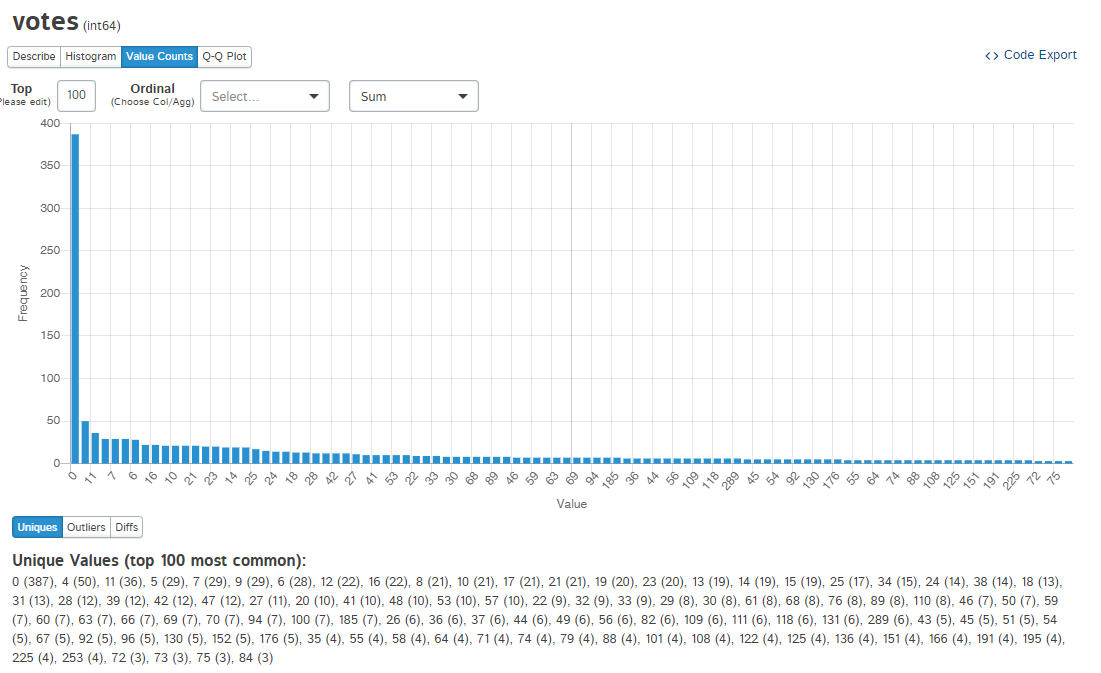 votes (int64)
Describe Histogram Value Counts Q-Q Plot
<> Code Export
Top 100 Ordinal Select... Sum
lease edit) (Choose Col/Agg)
400
350
300
250
200
150
100
50
0
Frequency
0 11 7 6 16 10 21 23 14 25 24 18 28 42 27 41 53 22 33 30 68 89 46 59 63 69 94 185 36 44 56 109 118 289 45 54 92 130 176 55 64 74 88 108 125 151 191 225 72 75
Value
Uniques Outliers Diffs
Unique Values (top 100 most common):
0 (387), 4 (50), 11 (36), 5 (29), 7 (29), 9 (29), 6 (28), 12 (22), 16 (22), 8 (21), 10 (21), 17 (21), 21 (21), 19 (20), 23 (20), 13 (19), 14 (19), 15 (19), 25 (17), 34 (15), 24 (14), 38 (14), 18 (13),
31 (13), 28 (12), 39 (12), 42 (12), 47 (12), 27 (11), 20 (10), 41 (10), 48 (10), 53 (10), 57 (10), 22 (9), 32 (9), 33 (9), 29 (8), 30 (8), 61 (8), 68 (8), 76 (8), 89 (8), 110 (8), 46 (7), 50 (7), 59
(7), 60 (7), 63 (7), 66 (7), 69 (7), 70 (7), 94 (7), 100 (7), 185 (7), 26 (6), 36 (6), 37 (6), 44 (6), 49 (6), 56 (6), 82 (6), 109 (6), 111 (6), 118 (6), 131 (6), 289 (6), 43 (5), 45 (5), 51 (5), 54
(5), 67 (5), 92 (5), 96 (5), 130 (5), 152 (5), 176 (5), 35 (4), 55 (4), 58 (4), 64 (4), 71 (4), 74 (4), 79 (4), 88 (4), 101 (4), 108 (4), 122 (4), 125 (4), 136 (4), 151 (4), 166 (4), 191 (4), 195 (4),
225 (4), 253 (4), 72 (3), 73 (3), 75 (3), 84 (3)